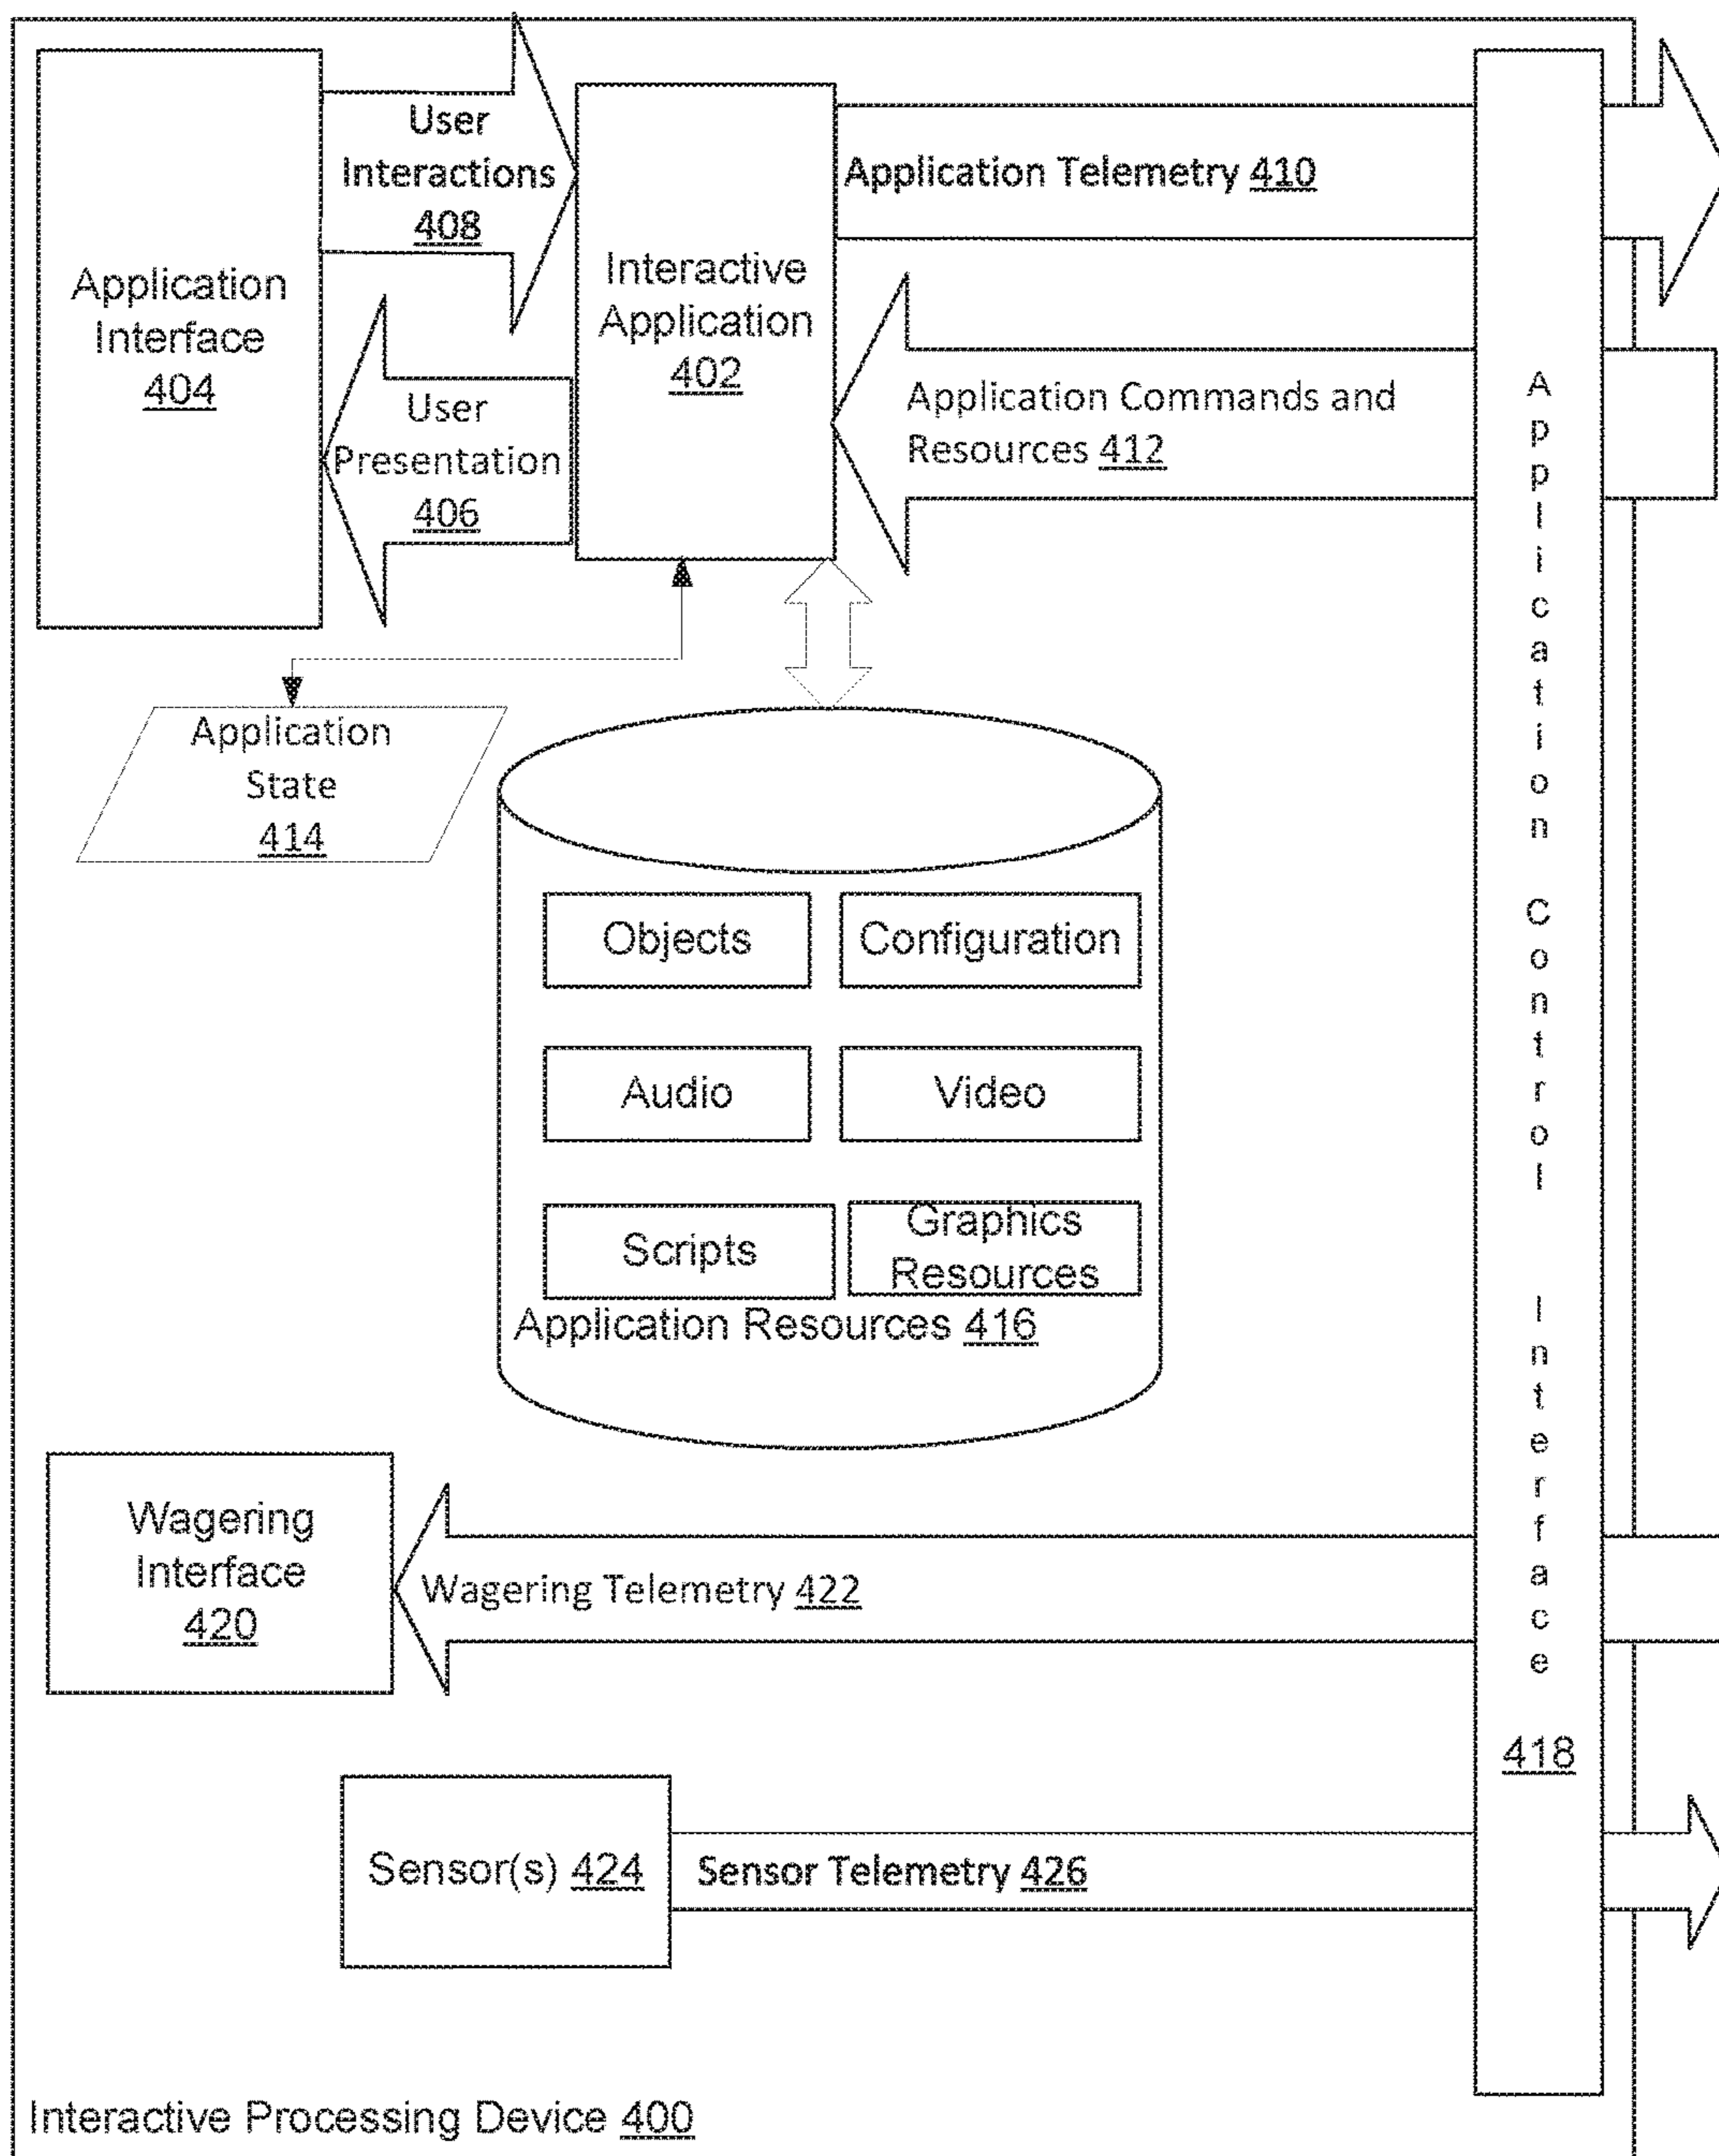 Application
Interface
404
User
Interactions
408
User
Presentation
406
Interactive
Application
402
Application Telemetry 410
Application Commands and
Resources 412
Application
State
414
Objects
Configuration
Audio
Video
Scripts
Graphics
Resources
Application Resources 416
Application Control Interface
418
Wagering
Interface
420
Wagering Telemetry 422
Sensor(s) 424
Sensor Telemetry 426
Interactive Processing Device 400